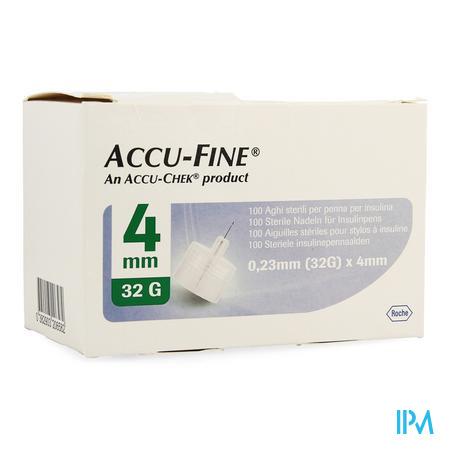 ACCU-FINE®
An ACCU-CHEK® product
4
mm
32 G
100 Aghi sterili per penna per insulina
100 Sterile Nadeln für Insulinpens
100 Aiguilles stériles pour stylos à insuline
100 Steriele insulinepennaalden
0,23mm (32G) x 4mm
Roche
IPM